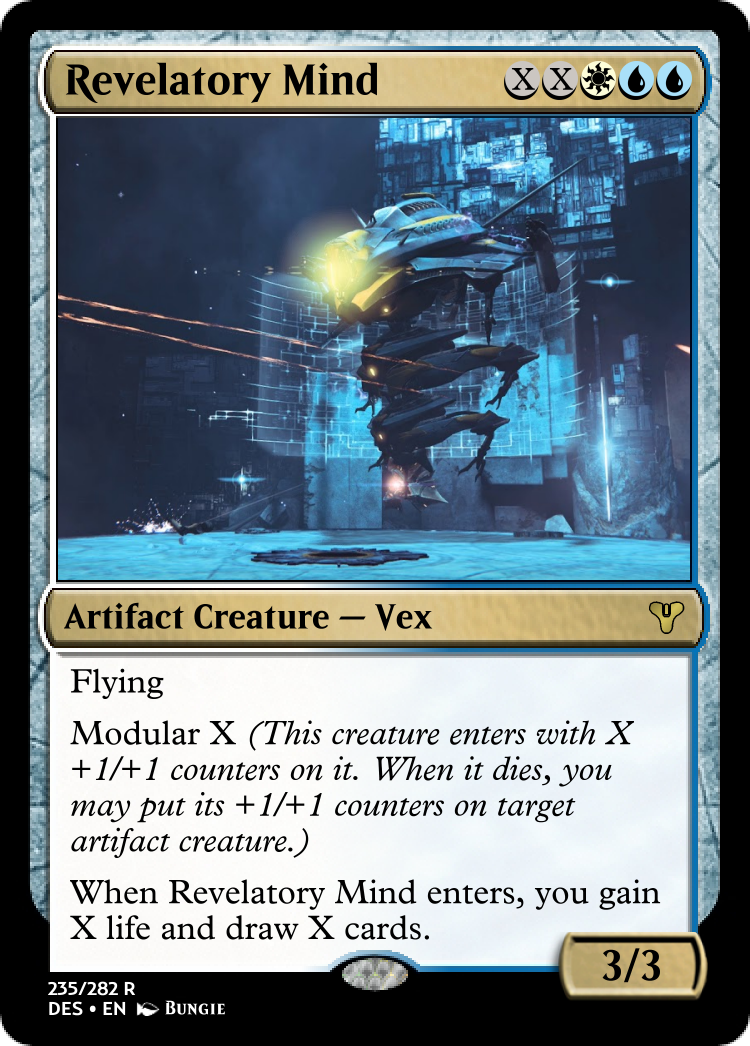 Revelatory Mind X X
Artifact Creature — Vex
Flying
Modular X (This creature enters with X
+1/+1 counters on it. When it dies, you
may put its +1/+1 counters on target
artifact creature.)
When Revelatory Mind enters, you gain
X life and draw X cards.
3/3
235/282 R
DES • EN Bungie